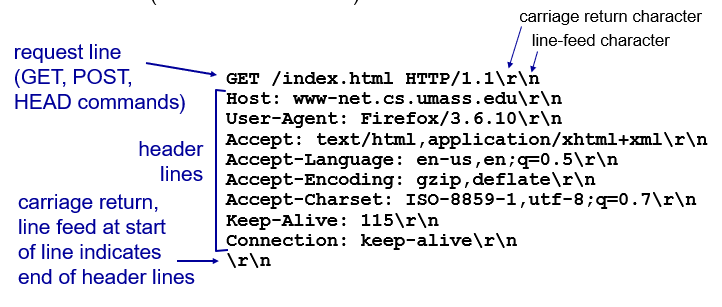 carriage return character
line-feed character
request line
(GET, POST,
HEAD commands)
GET /index.html HTTP/1.1\r\n
Host: www-net.cs.umass.edu\r\n
User-Agent: Firefox/3.6.10\r\n
Accept: text/html,application/xhtml+xml\r\n
Accept-Language: en-us,en;q=0.5\r\n
Accept-Encoding: gzip,deflate\r\n
Accept-Charset: ISO-8859-1,utf-8;q=0.7\r\n
Keep-Alive: 115\r\n
Connection: keep-alive\r\n
\r\n
header
lines
carriage return,
line feed at start
of line indicates
end of header lines